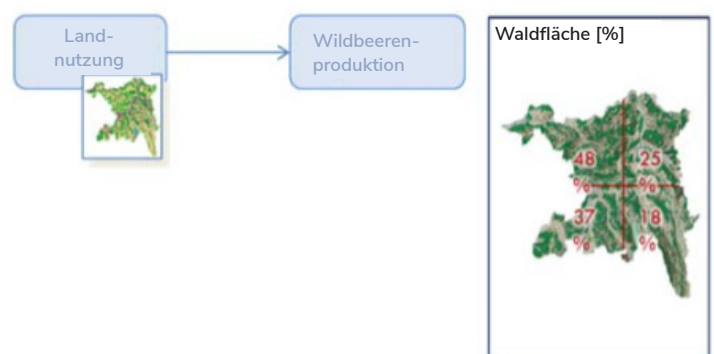 Land-
nutzung
Wildbeeren-
produktion
Waldfläche [%]
48 25
% %
37 18
% %